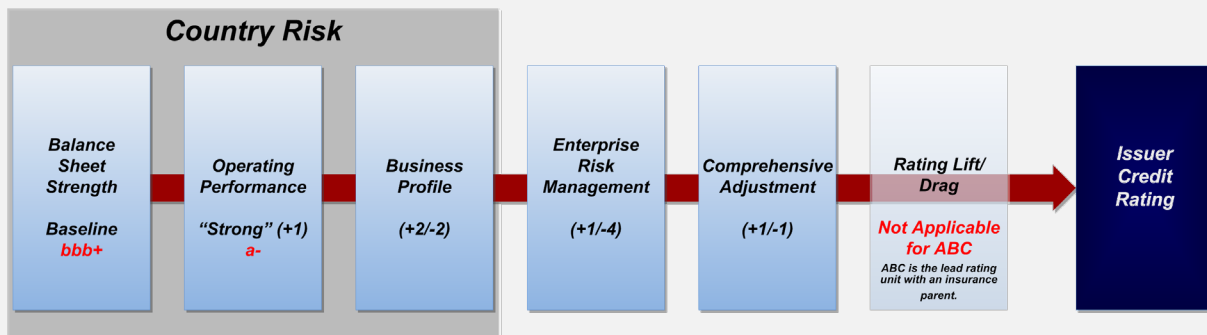 Country Risk
Balance
Sheet
Strength
Baseline
bbb+
Operating
Performance
“Strong” (+1)
a-
Business
Profile
(+2/-2)
Enterprise
Risk
Management
(+1/-4)
Comprehensive
Adjustment
(+1/-1)
Rating Lift/
Drag
Not Applicable
for ABC
ABC is the lead rating
unit with an insurance
parent.
Issuer
Credit
Rating